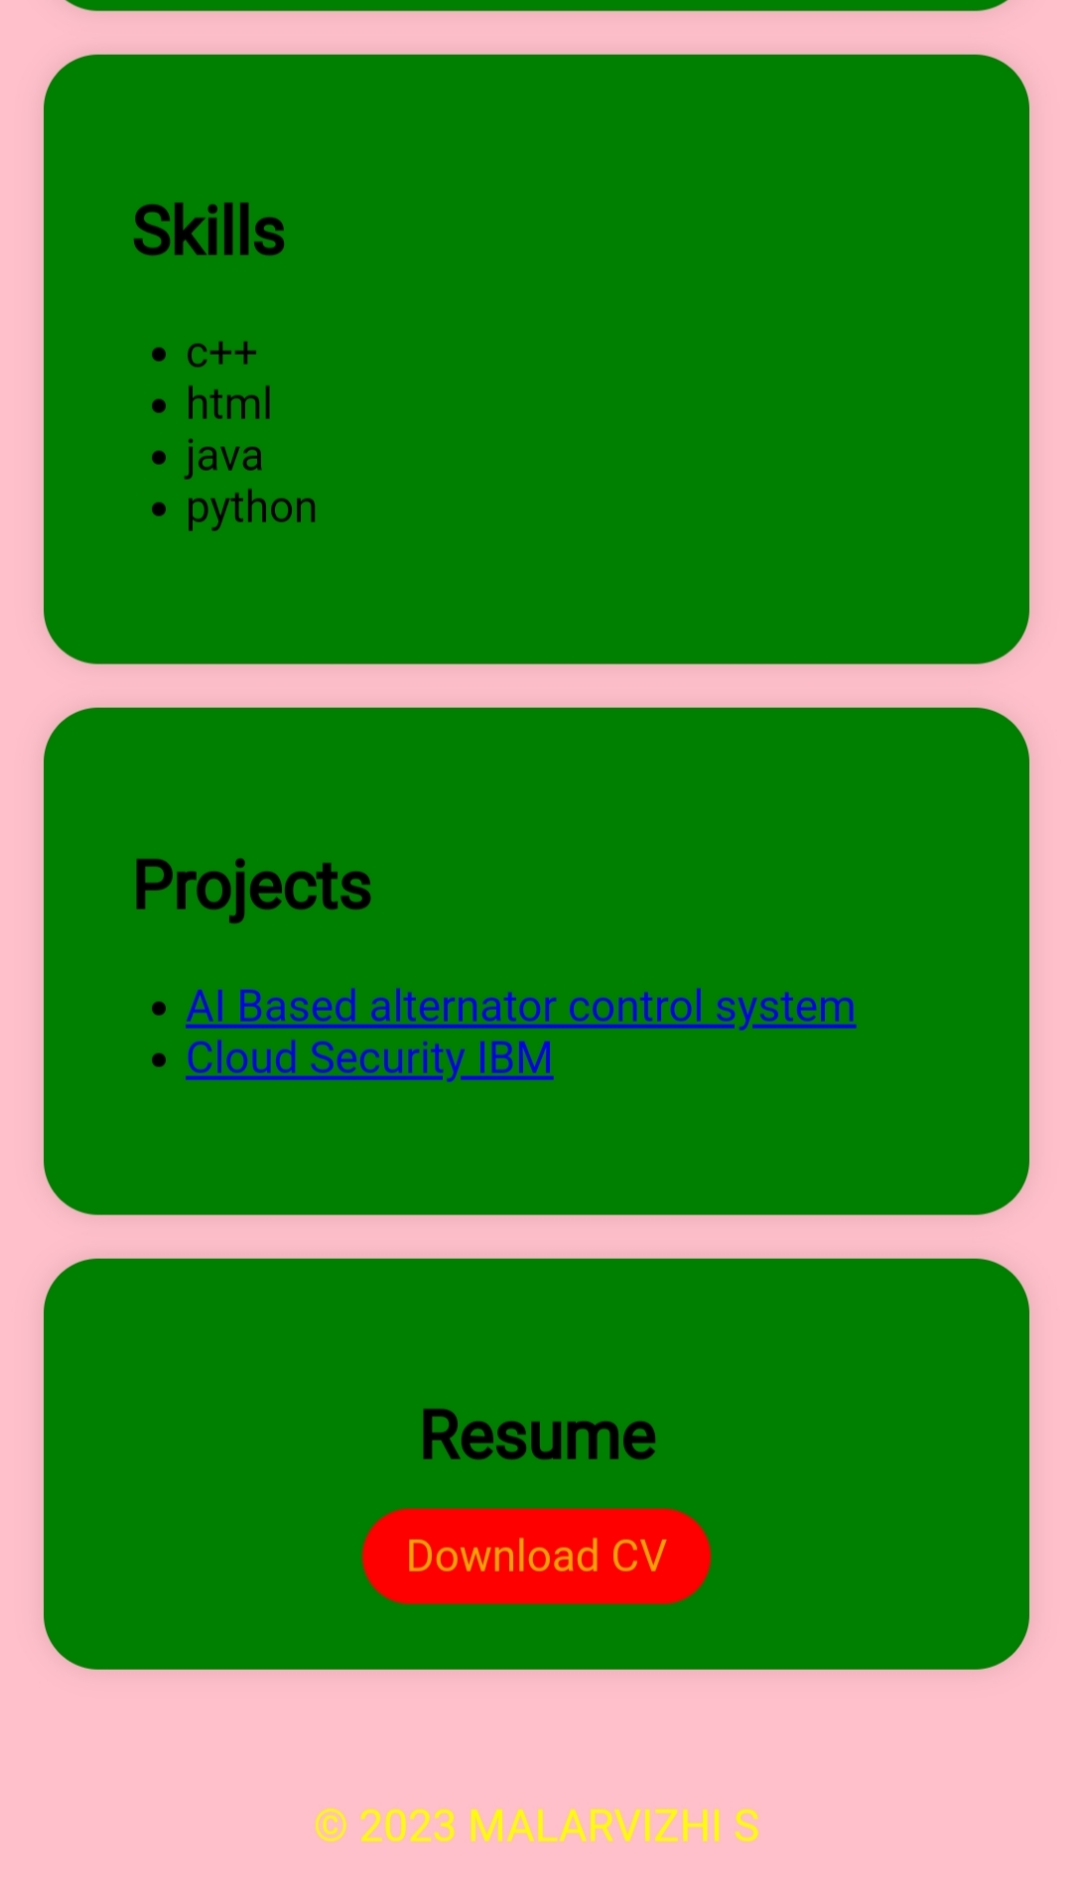 Skills
c++
html
java
python
Projects
AI Based alternator control system
Cloud Security IBM
Resume
Download CV
© 2023 MALARVIZHI S